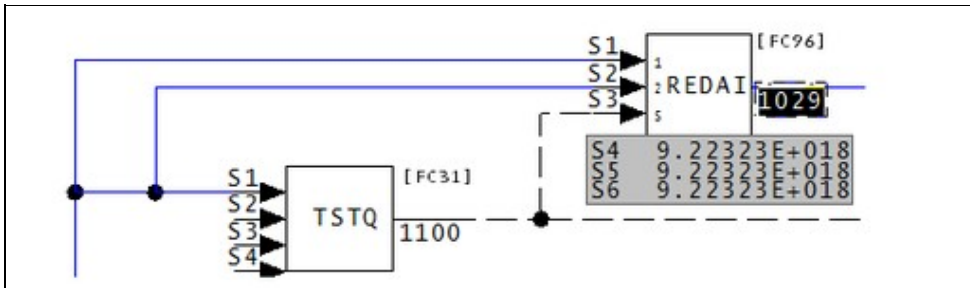 S1
[FC96]
1
S2
2
REDAI
S3
1029
5
S4 9.22323E+018
S5 9.22323E+018
S6 9.22323E+018
S1
[FC31]
S2
TSTQ
S3
1100
S4